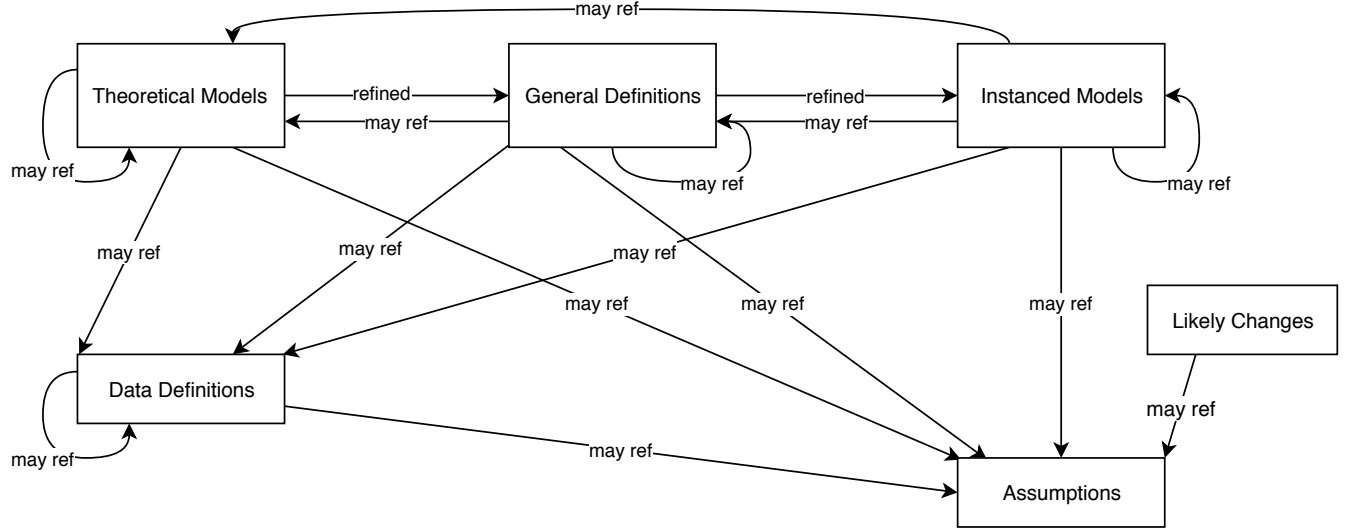 may ref
Theoretical Models
refined
General Definitions
refined
Instanced Models
may ref
may ref
may ref
may ref
may ref
may ref
may ref
may ref
may ref
may ref
may ref
may ref
Likely Changes
Data Definitions
may ref
may ref
may ref
Assumptions